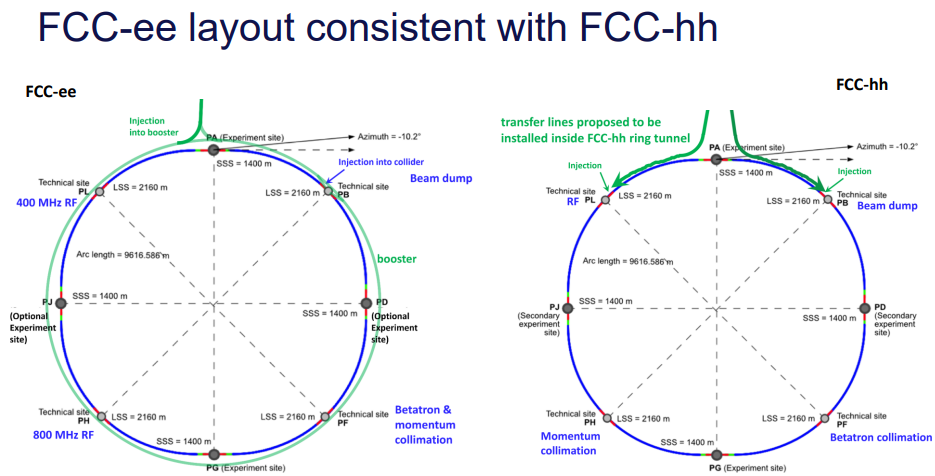 FCC-ee layout consistent with FCC-hh
FCC-ee
Injection
into booster
PA (Experiment site)
Azimuth = -10.2°
SSS = 1400 m
Injection into collider
Beam dump
Technical site
PL
400 MHz RF
LSS = 2160 m
LSS = 2160 m
Technical site
PB
Arc length = 9616.586m
booster
PJ
(Optional
Experiment
site)
SSS = 1400 m
SSS = 1400 m
PD
(Optional
Experiment
site)
Technical site
PH
800 MHz RF
LSS = 2160 m
LSS = 2160 m
Technical site
PF
Betatron &
momentum
collimation
SSS = 1400 m
PG (Experiment site)
FCC-hh
transfer lines proposed to be
installed inside FCC-hh ring tunnel
PA (Experiment site)
Azimuth = -10.2°
SSS = 1400 m
Injection
Injection
Technical site
PL
RF
LSS = 2160 m
LSS = 2160 m
Technical site
PB
Beam dump
Arc length = 9616.586m
PJ
(Secondary
experiment
site)
SSS = 1400 m
SSS = 1400 m
PD
(Secondary
experiment
site)
Technical site
PH
Momentum
collimation
LSS = 2160 m
LSS = 2160 m
Technical site
PF
Betatron collimation
SSS = 1400 m
PG (Experiment site)